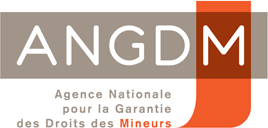 ANGDM
Agence Nationale
pour la Garantie
des Droits des Mineurs